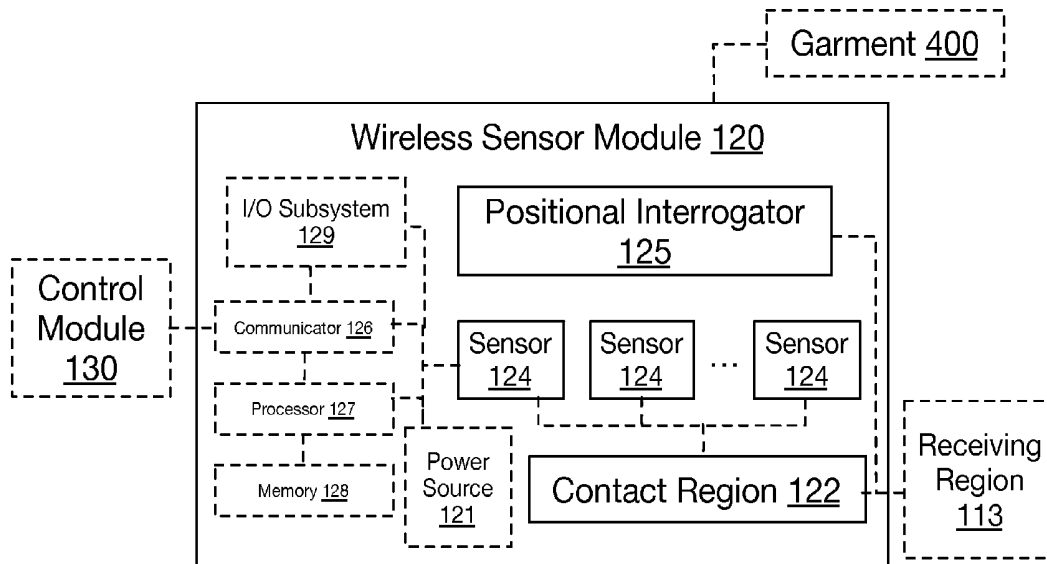 Garment 400
Wireless Sensor Module 120
I/O Subsystem
129
Positional Interrogator
125
Control
Module
130
Communicator 126
Sensor
124
Sensor
124
...
Sensor
124
Processor 127
Memory 128
Power
Source
121
Contact Region 122
Receiving
Region
113